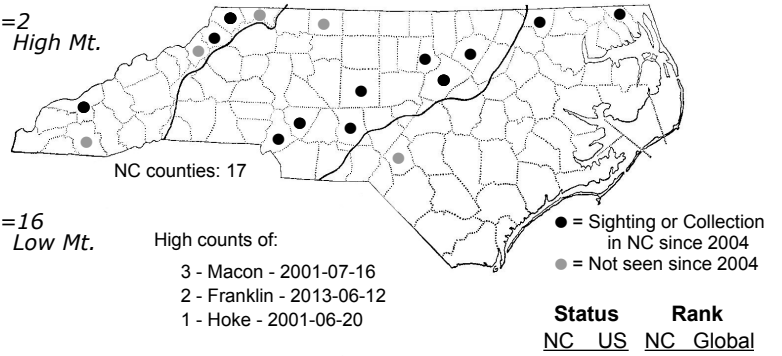 =2
High Mt.
NC counties: 17
=16
Low Mt.
High counts of:
3 - Macon - 2001-07-16
2 - Franklin - 2013-06-12
1 - Hoke - 2001-06-20
● = Sighting or Collection
in NC since 2004
● = Not seen since 2004
Status Rank
NC US NC Global